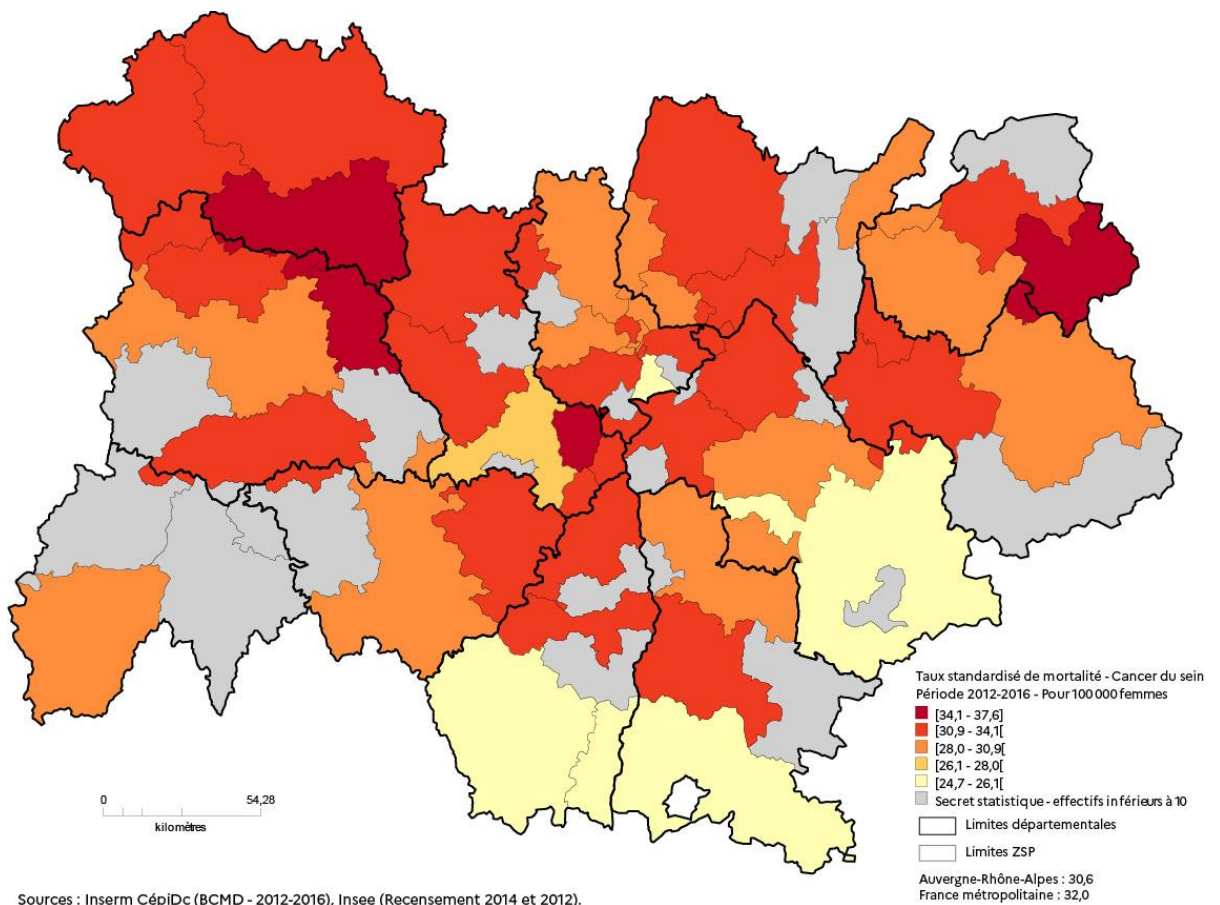 Taux standardisé de mortalité - Cancer du sein
Période 2012-2016 - Pour 100 000 femmes
[34,1 - 37,6]
[30,9 - 34,1[
[28,0 - 30,9[
[26,1 - 28,0[
[24,7 - 26,1[
Secret statistique - effectifs inférieurs à 10
Limites départementales
Limites ZSP
Auvergne-Rhône-Alpes : 30,6
France métropolitaine : 32,0
0 54,28
kilomètres
Sources : Inserm CépiDc (BCMD - 2012-2016), Insee (Recensement 2014 et 2012).